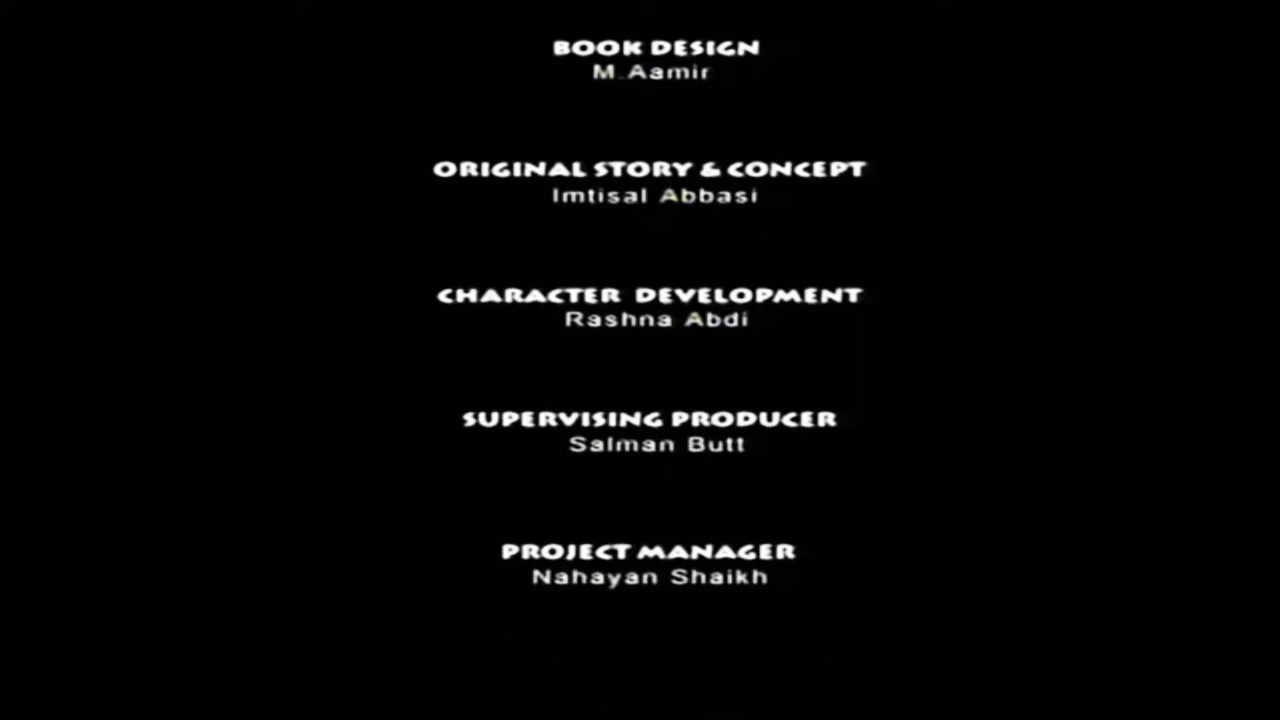 BOOK DESIGN
M.Aamir
ORIGINAL STORY & CONCEPT
Imtisal Abbasi
CHARACTER DEVELOPMENT
Rashna Abdi
SUPERVISING PRODUCER
Salman Butt
PROJECT MANAGER
Nahayan Shaikh